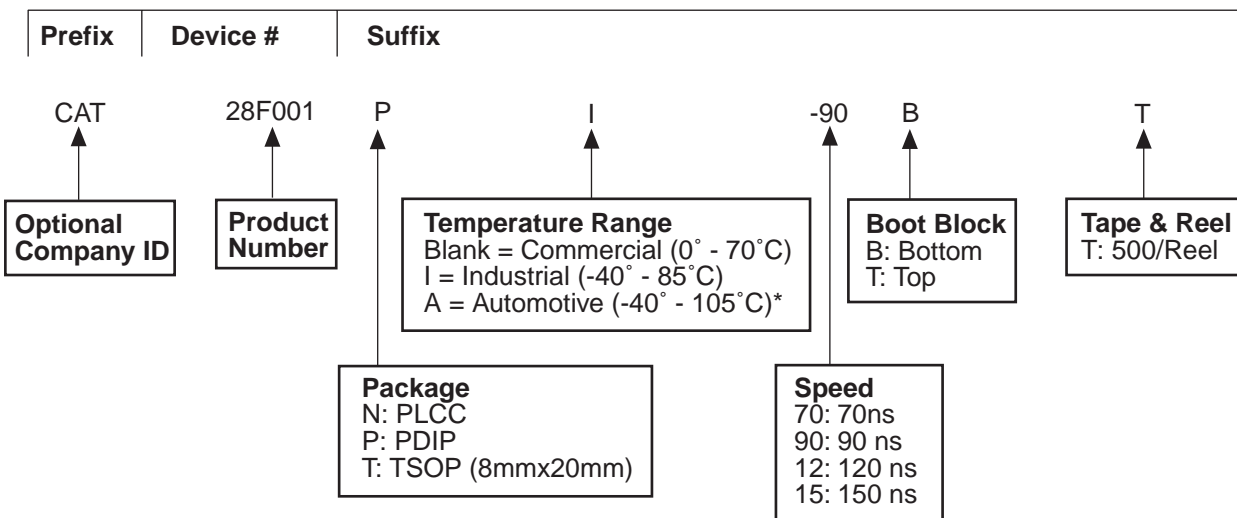 Prefix Device # Suffix
CAT 28F001 P I -90 B T
Optional
Company ID
Product
Number
Temperature Range
Blank = Commercial (0˚ - 70˚C)
I = Industrial (-40˚ - 85˚C)
A = Automotive (-40˚ - 105˚C)*
Boot Block
B: Bottom
T: Top
Tape & Reel
T: 500/Reel
Package
N: PLCC
P: PDIP
T: TSOP (8mmx20mm)
Speed
70: 70ns
90: 90 ns
12: 120 ns
15: 150 ns